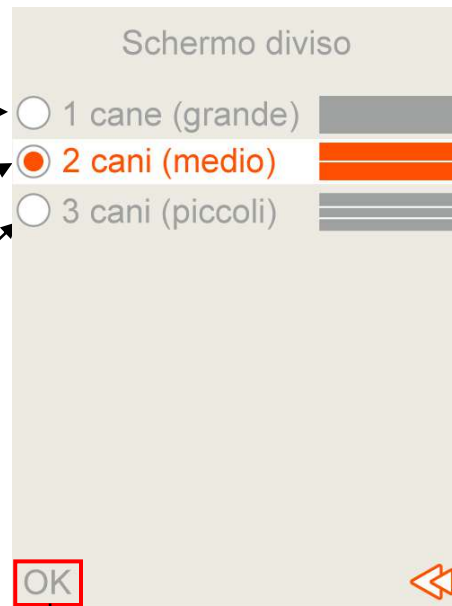 Schermo diviso
1 cane (grande)
2 cani (medio)
3 cani (piccoli)
OK